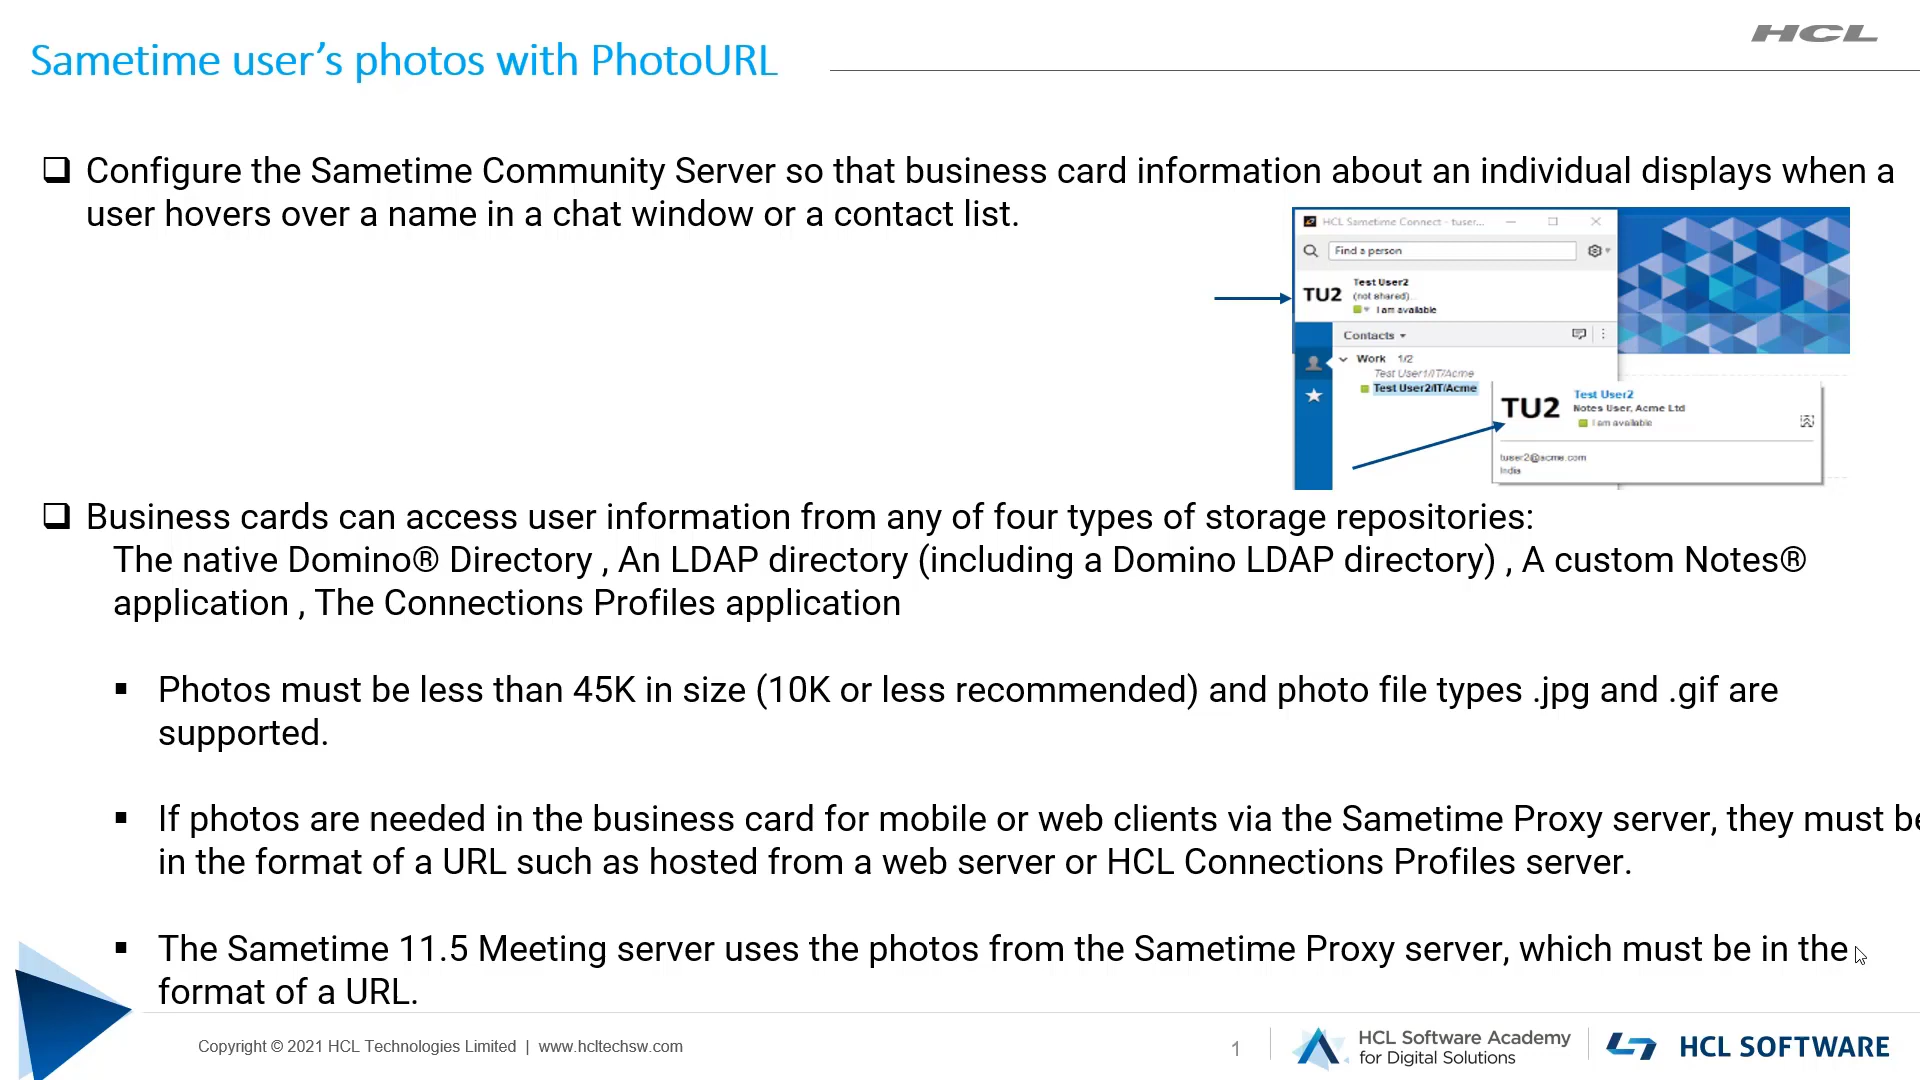 Sametime user’s photos with PhotoURL
HCL
❑ Configure the Sametime Community Server so that business card information about an individual displays when a
user hovers over a name in a chat window or a contact list.
HCL Sametime Connect - tuser...
Find a person
TU2
Test User2
(not shared)...
I am available
Contacts
Work 1/2
Test User1/IT/Acme
Test User2/IT/Acme
TU2
Test User2
Notes User, Acme Ltd
I am available
tuser2@acme.com
India
❑ Business cards can access user information from any of four types of storage repositories:
The native Domino® Directory , An LDAP directory (including a Domino LDAP directory) , A custom Notes®
application , The Connections Profiles application
▪ Photos must be less than 45K in size (10K or less recommended) and photo file types .jpg and .gif are
supported.
▪ If photos are needed in the business card for mobile or web clients via the Sametime Proxy server, they must be
in the format of a URL such as hosted from a web server or HCL Connections Profiles server.
▪ The Sametime 11.5 Meeting server uses the photos from the Sametime Proxy server, which must be in the
format of a URL.
Copyright © 2021 HCL Technologies Limited | www.hcltechsw.com
1
HCL Software Academy
for Digital Solutions
HCL SOFTWARE